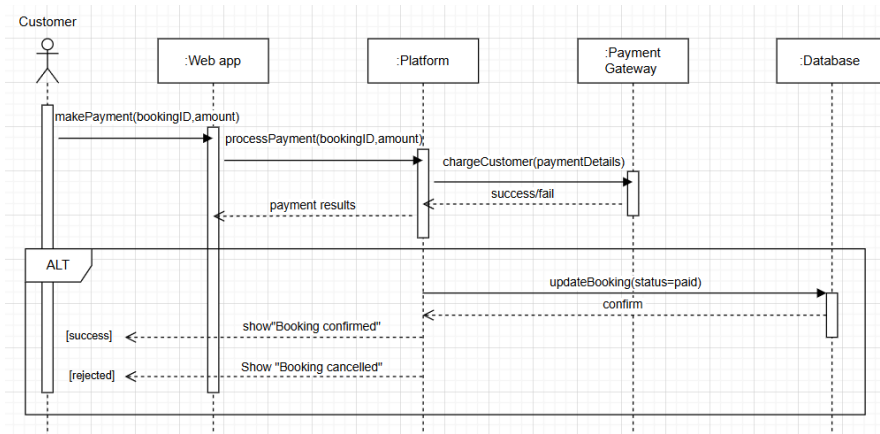 Customer
:Web app
:Platform
:Payment
Gateway
:Database
makePayment(bookingID,amount)
processPayment(bookingID,amount)
chargeCustomer(paymentDetails)
success/fail
payment results
ALT
updateBooking(status=paid)
confirm
show"Booking confirmed"
[success]
Show "Booking cancelled"
[rejected]